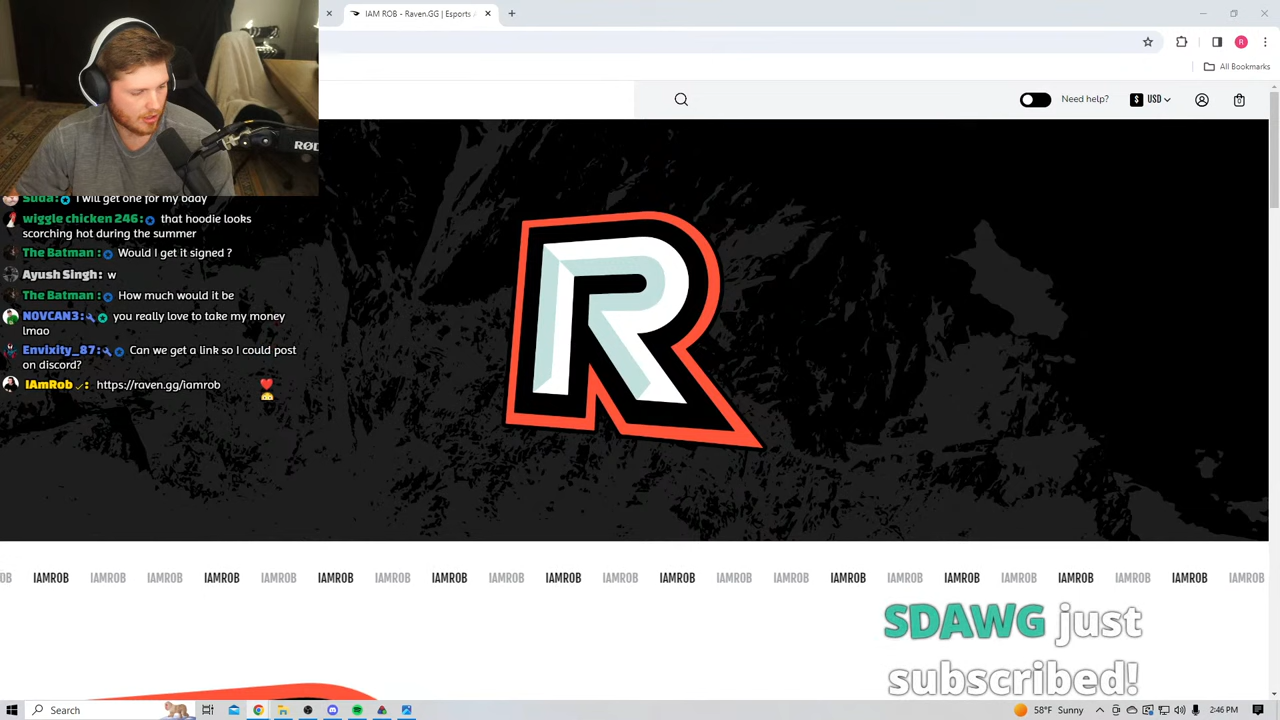 IAM ROB - Raven.GG | Esports
All Bookmarks
Need help?
$ USD
RØD
Suda: I will get one for my bday
wiggle chicken 246: that hoodie looks
scorching hot during the summer
The Batman : Would I get it signed ?
Ayush Singh: w
The Batman : How much would it be
N0VCAN3: you really love to take my money
lmao
Envixity_87: Can we get a link so I could post
on discord?
IAmRob : https://raven.gg/iamrob
R
IAMROB IAMROB IAMROB IAMROB IAMROB IAMROB IAMROB IAMROB IAMROB IAMROB IAMROB IAMROB IAMROB IAMROB IAMROB IAMROB IAMROB IAMROB IAMROB IAMROB IAMROB IAMROB
SDAWG just
subscribed!
Search
58°F Sunny
2:46 PM